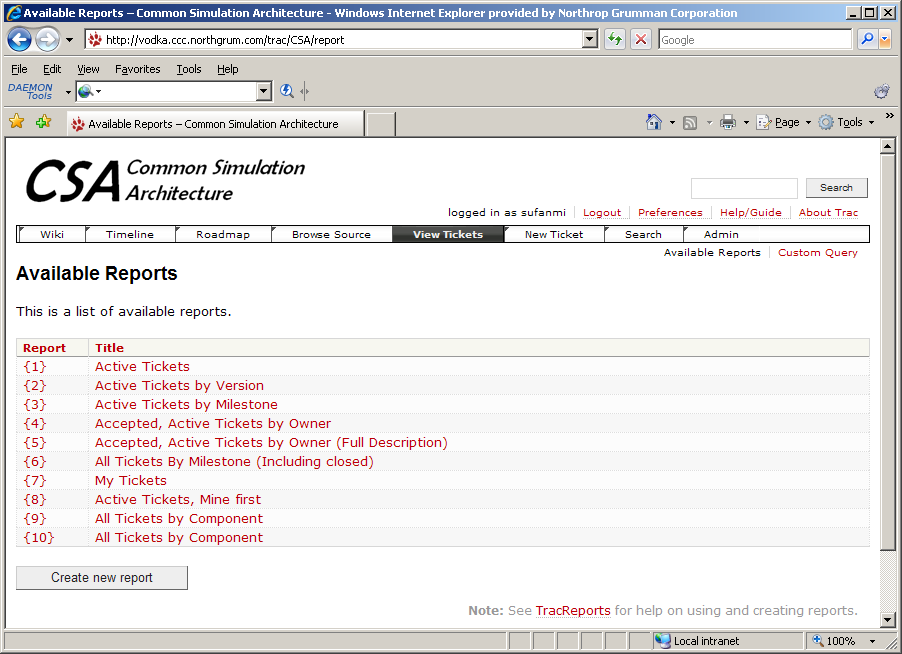 Available Reports – Common Simulation Architecture - Windows Internet Explorer provided by Northrop Grumman Corporation
http://vodka.ccc.northgrum.com/trac/CSA/report
Google
File Edit View Favorites Tools Help
DAEMON Tools
Available Reports – Common Simulation Architecture
Page Tools
CSA Common Simulation Architecture
Search
logged in as sufanmi Logout Preferences Help/Guide About Trac
Wiki Timeline Roadmap Browse Source View Tickets New Ticket Search Admin
Available Reports Custom Query
Available Reports
This is a list of available reports.
Report Title
{1} Active Tickets
{2} Active Tickets by Version
{3} Active Tickets by Milestone
{4} Accepted, Active Tickets by Owner
{5} Accepted, Active Tickets by Owner (Full Description)
{6} All Tickets By Milestone (Including closed)
{7} My Tickets
{8} Active Tickets, Mine first
{9} All Tickets by Component
{10} All Tickets by Component
Create new report
Note: See TracReports for help on using and creating reports.
Local intranet 100%